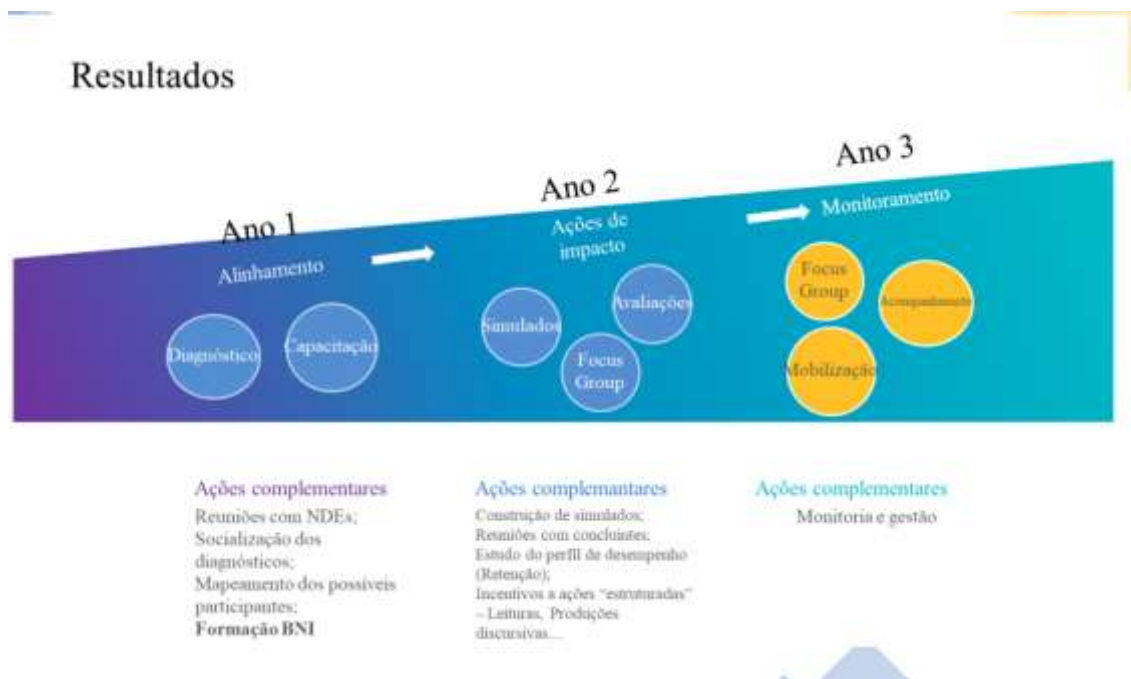 Resultados
Ano 1
Alinhamento
Diagnóstico
Capacitação
Ano 2
Ações de
impacto
Simulados
Avaliações
Focus
Group
Ano 3
Monitoramento
Focus
Group
Acompanhamento
Mobilização
Ações complementares
Reuniões com NDEs;
Socialização dos
diagnósticos;
Mapeamento dos possíveis
participantes;
Formação BNI
Ações complemantares
Construção de simulados;
Reuniões com concluintes;
Estudo do perfil de desempenho
(Retenção);
Incentivos a ações “estruturadas”
– Leituras, Produções
discursivas...
Ações complementares
Monitoria e gestão